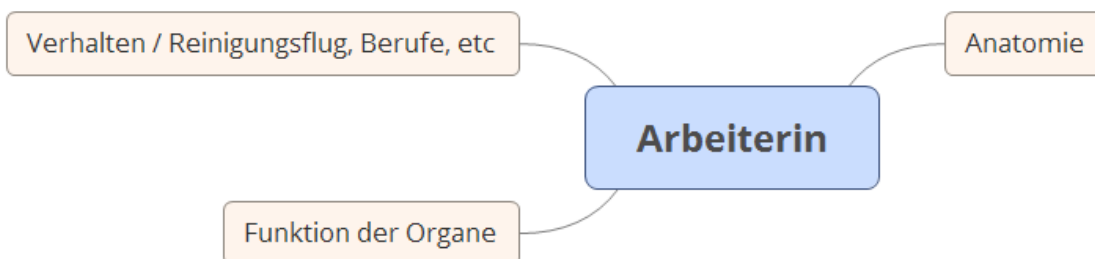 Verhalten / Reinigungsflug, Berufe, etc
Anatomie
Arbeiterin
Funktion der Organe